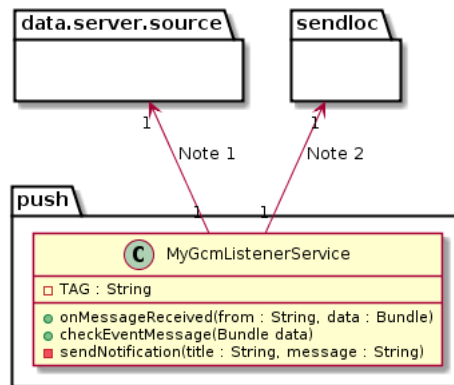 data.server.source
sendloc
1
1
Note 1
Note 2
1
1
push
C
MyGcmListenerService
TAG : String
onMessageReceived(from : String, data : Bundle)
checkEventMessage(Bundle data)
sendNotification(title : String, message : String)